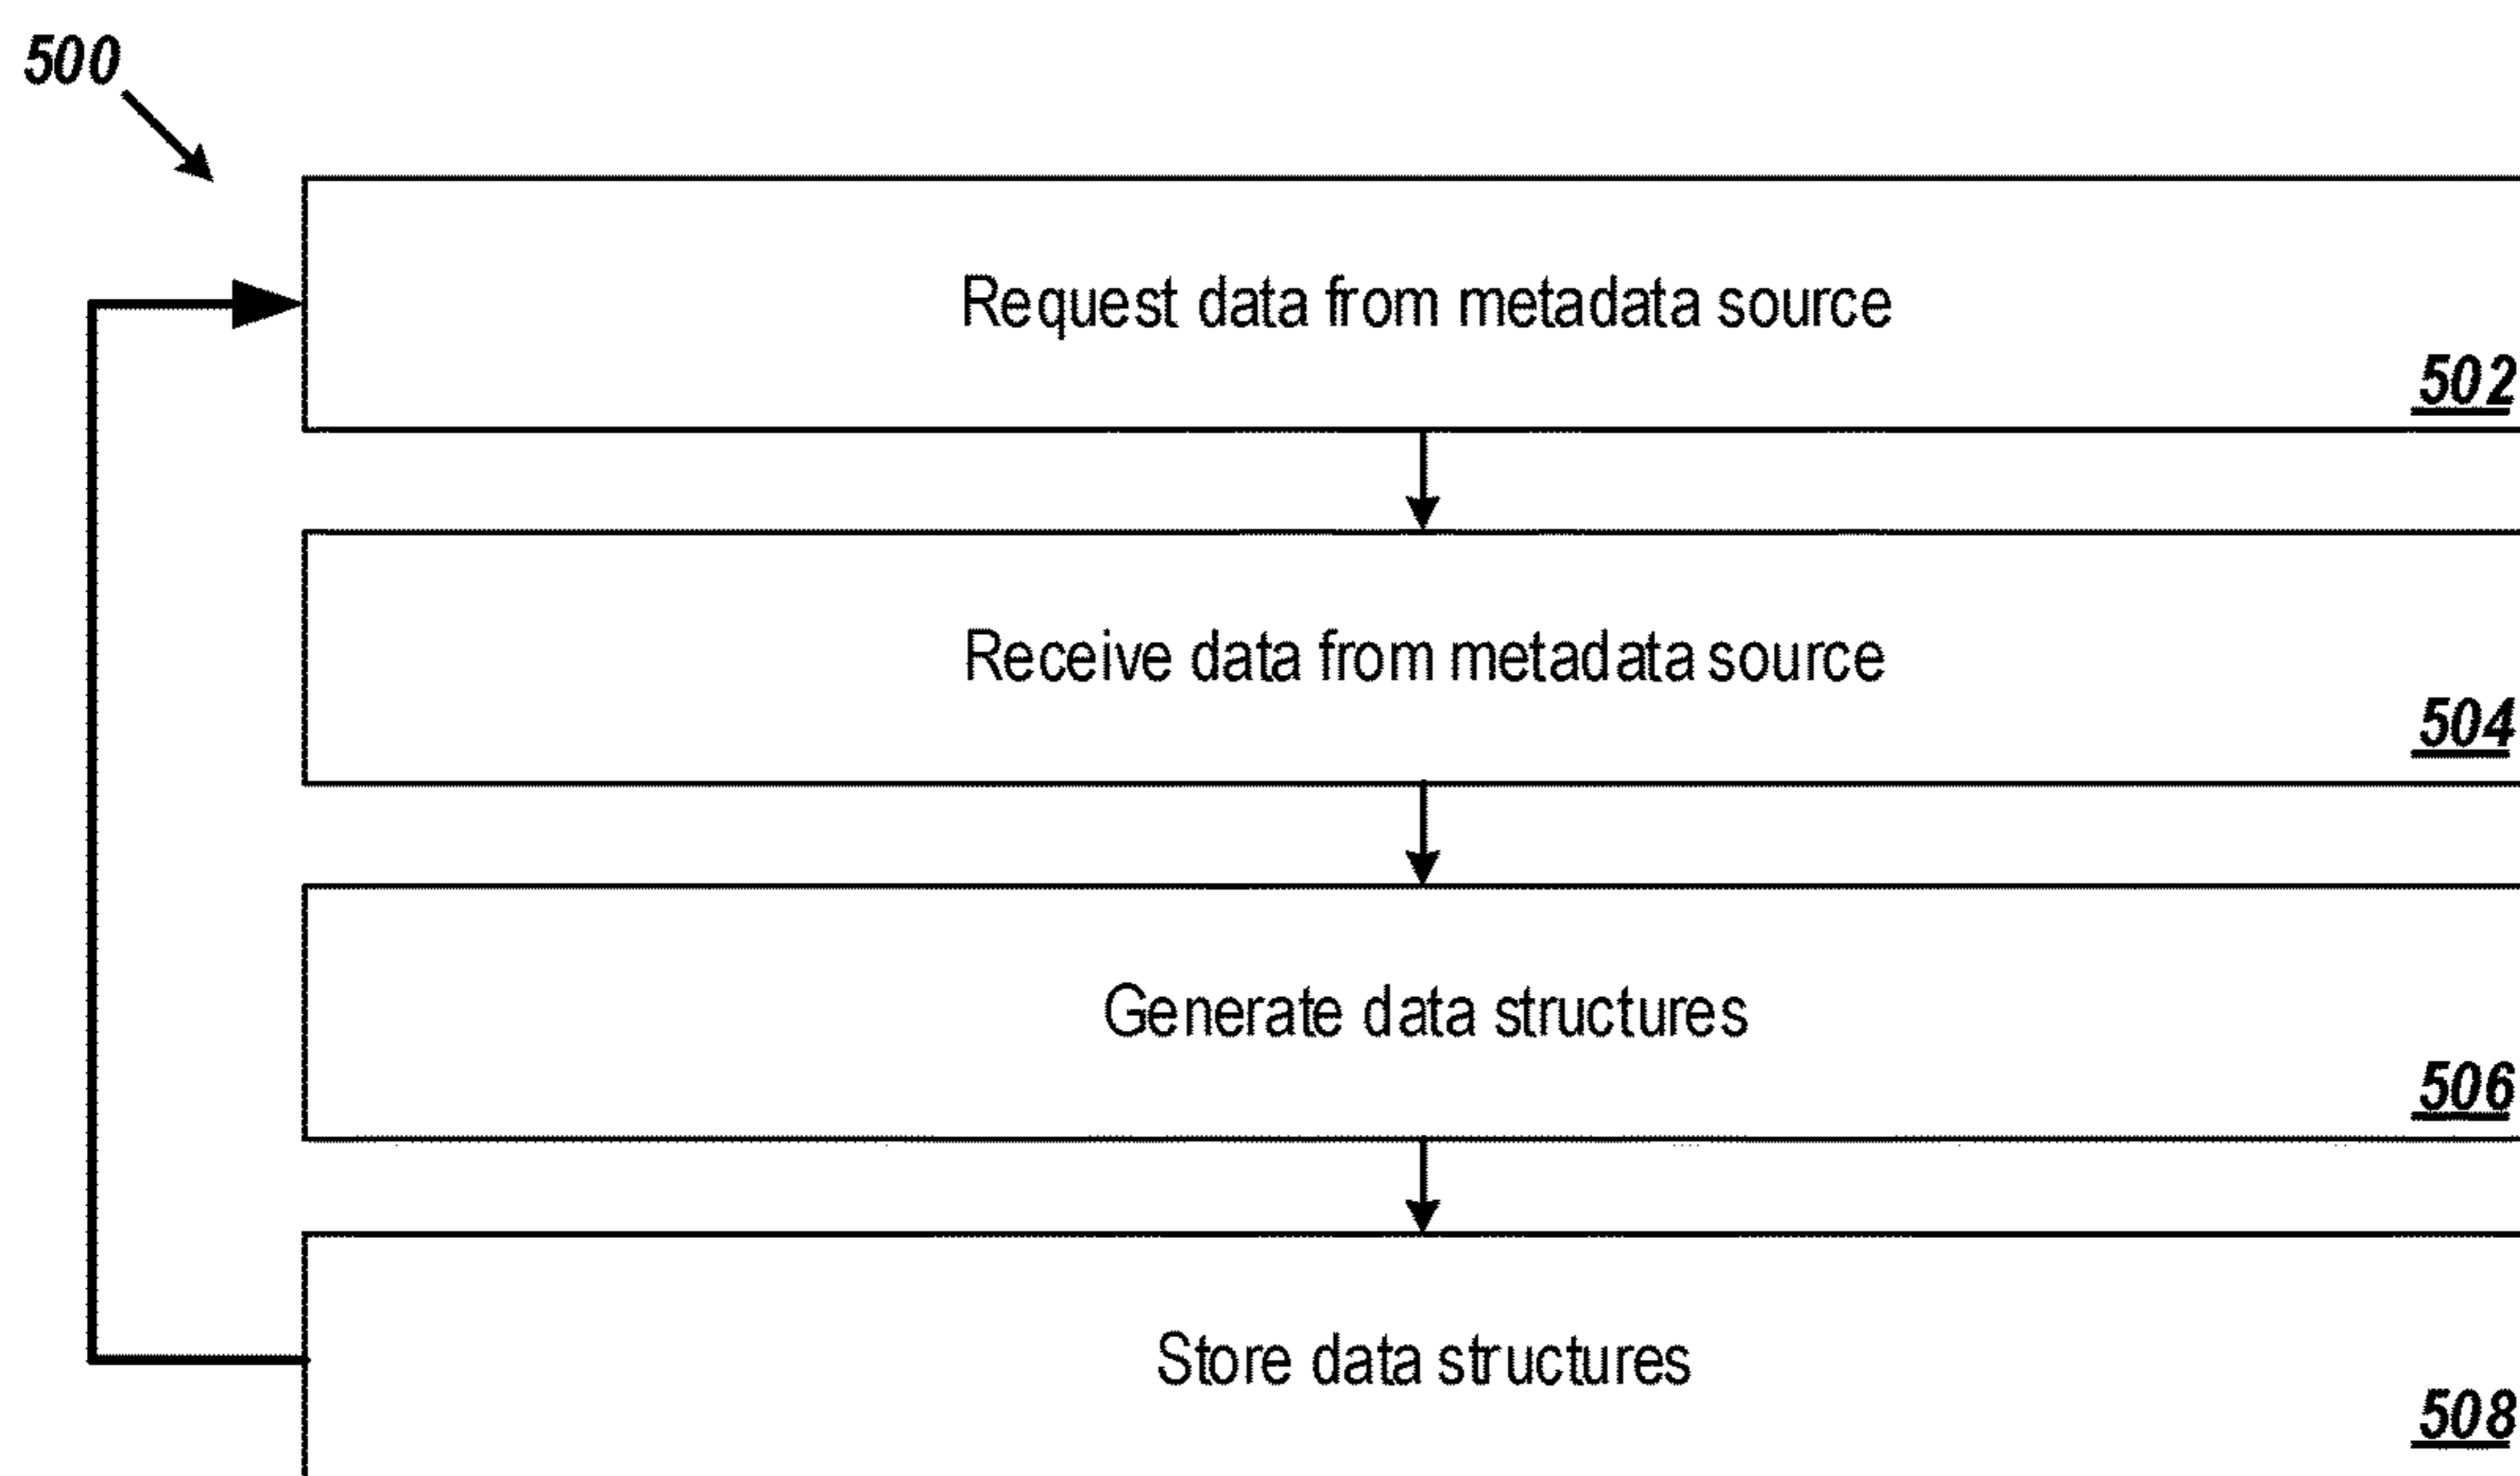 500
Request data from metadata source
502
Receive data from metadata source
504
Generate data structures
506
Store data structures
508